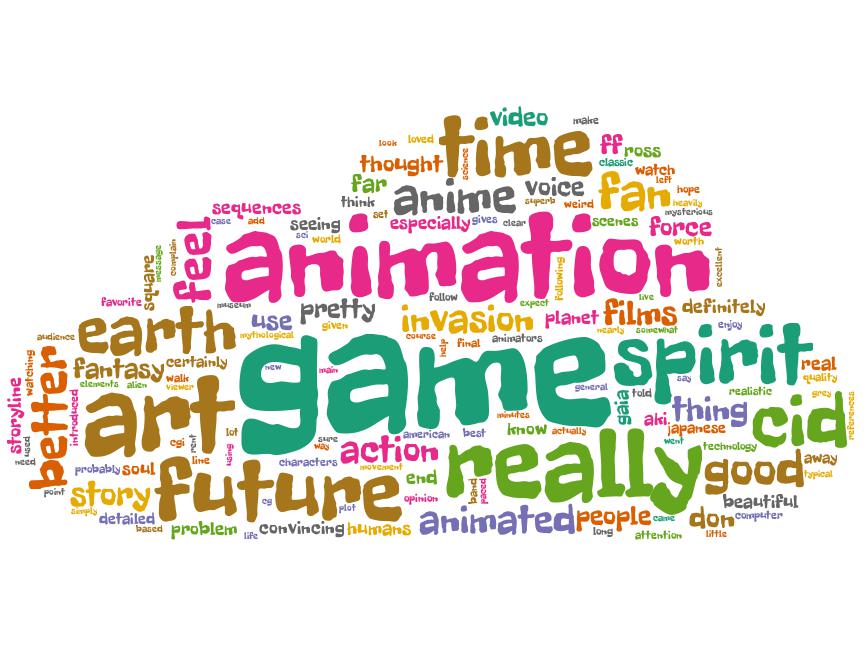 video
make
time
look
loved
ff
ross
thought
science
classic
watch
left
far
anime
voice
fan
hope
think
superb
weird
heavily
mysterious
sequences
set
case
add
seeing
especially
gives
clear
scenes
force
feel
sci
world
animation
worth
excellent
square
message
complain
following
favorite
museum
follow
live
expect
earth
use
pretty
invasion
planet
films
definitely
audience
mythological
given
course
nearly
somewhat
enjoy
help
final
animators
game
spirit
fantasy
certainly
real
quality
elements
alien
walk
viewer
new
main
say
general
realistic
grey
storyline
watching
better
introduced
art
gaia
told
aki
thing
cid
references
minutes
japanese
used
need
cgi
rent
lot
using
sure
way
american
best
know
actually
went
technology
action
really
good
away
typical
probably
soul
line
characters
movement
point
story
future
end
opinion
band
paced
beautiful
simply
cg
plot
detailed
based
problem
life
convincing
humans
animated
people
came
don
computer
long
attention
little